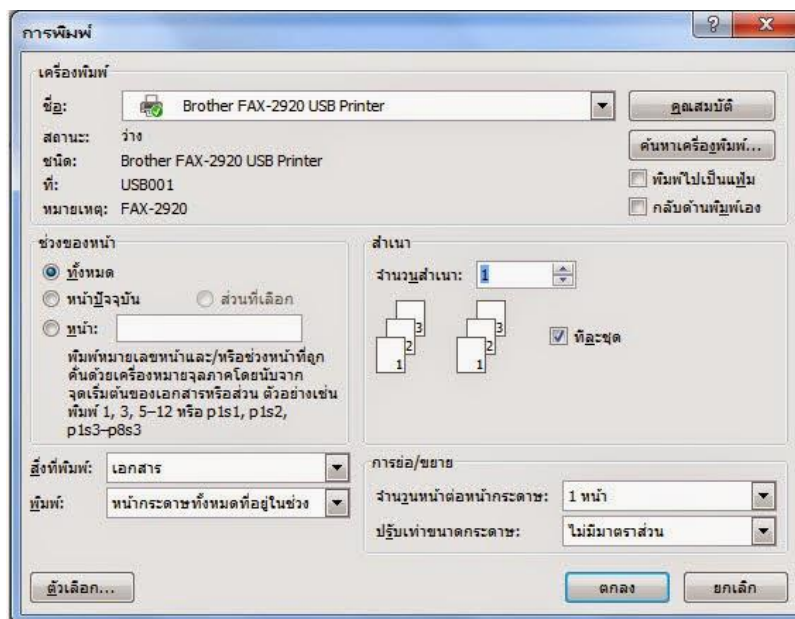 การพิมพ์
เครื่องพิมพ์
ชื่อ: Brother FAX-2920 USB Printer คุณสมบัติ
สถานะ: ว่าง
ค้นหาเครื่องพิมพ์...
ชนิด: Brother FAX-2920 USB Printer
ที่: USB001 พิมพ์ไปเป็นแฟ้ม
หมายเหตุ: FAX-2920 กลับด้านพิมพ์เอง
ช่วงของหน้า
ทั้งหมด
หน้าปัจจุบัน ส่วนที่เลือก
หน้า:
พิมพ์หมายเลขหน้าและ/หรือช่วงหน้าที่ถูก
คั่นด้วยเครื่องหมายจุลภาคโดยนับจาก
จุดเริ่มต้นของเอกสารหรือส่วน ตัวอย่างเช่น
พิมพ์ 1, 3, 5–12 หรือ p1s1, p1s2,
p1s3–p8s3
สำเนา
จำนวนสำเนา: 1
3 3
2 2
1 1
ทีละชุด
สิ่งที่พิมพ์: เอกสาร
พิมพ์: หน้ากระดาษทั้งหมดที่อยู่ในช่วง
การย่อ/ขยาย
จำนวนหน้าต่อหน้ากระดาษ: 1 หน้า
ปรับเท่าขนาดกระดาษ: ไม่มีมาตราส่วน
ตัวเลือก... ตกลง ยกเลิก